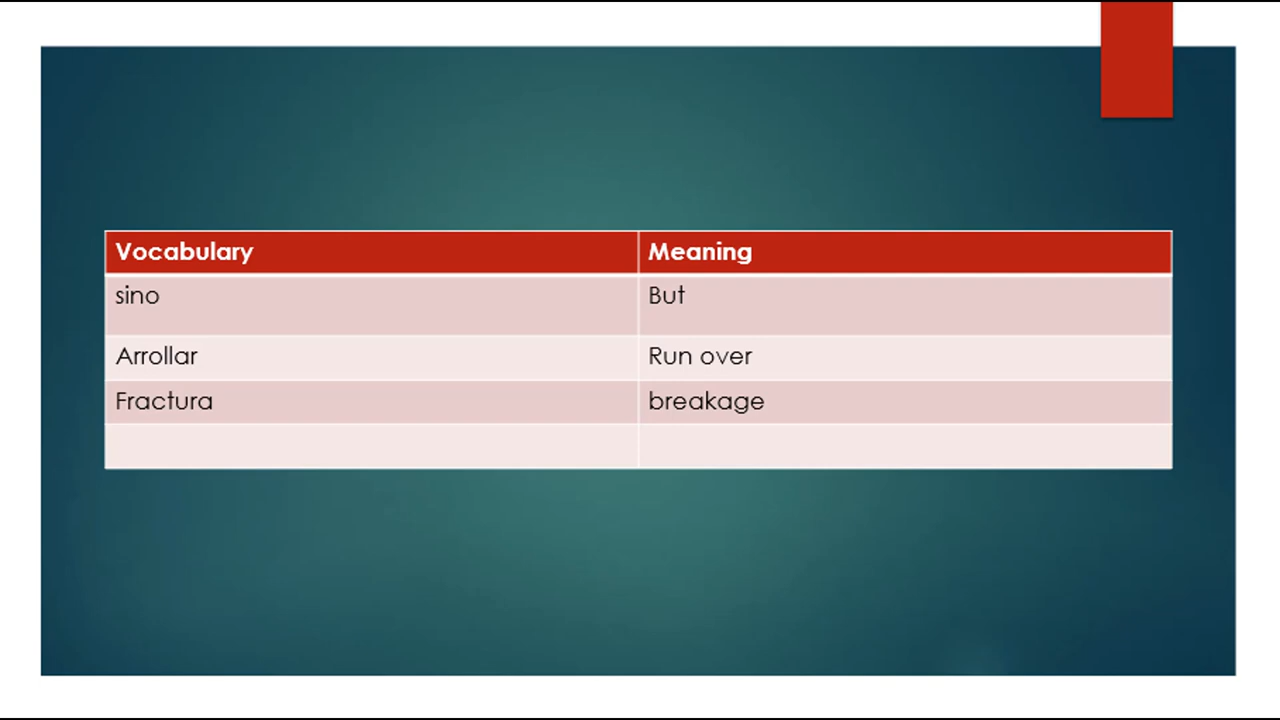 Vocabulary Meaning
sino But
Arrollar Run over
Fractura breakage